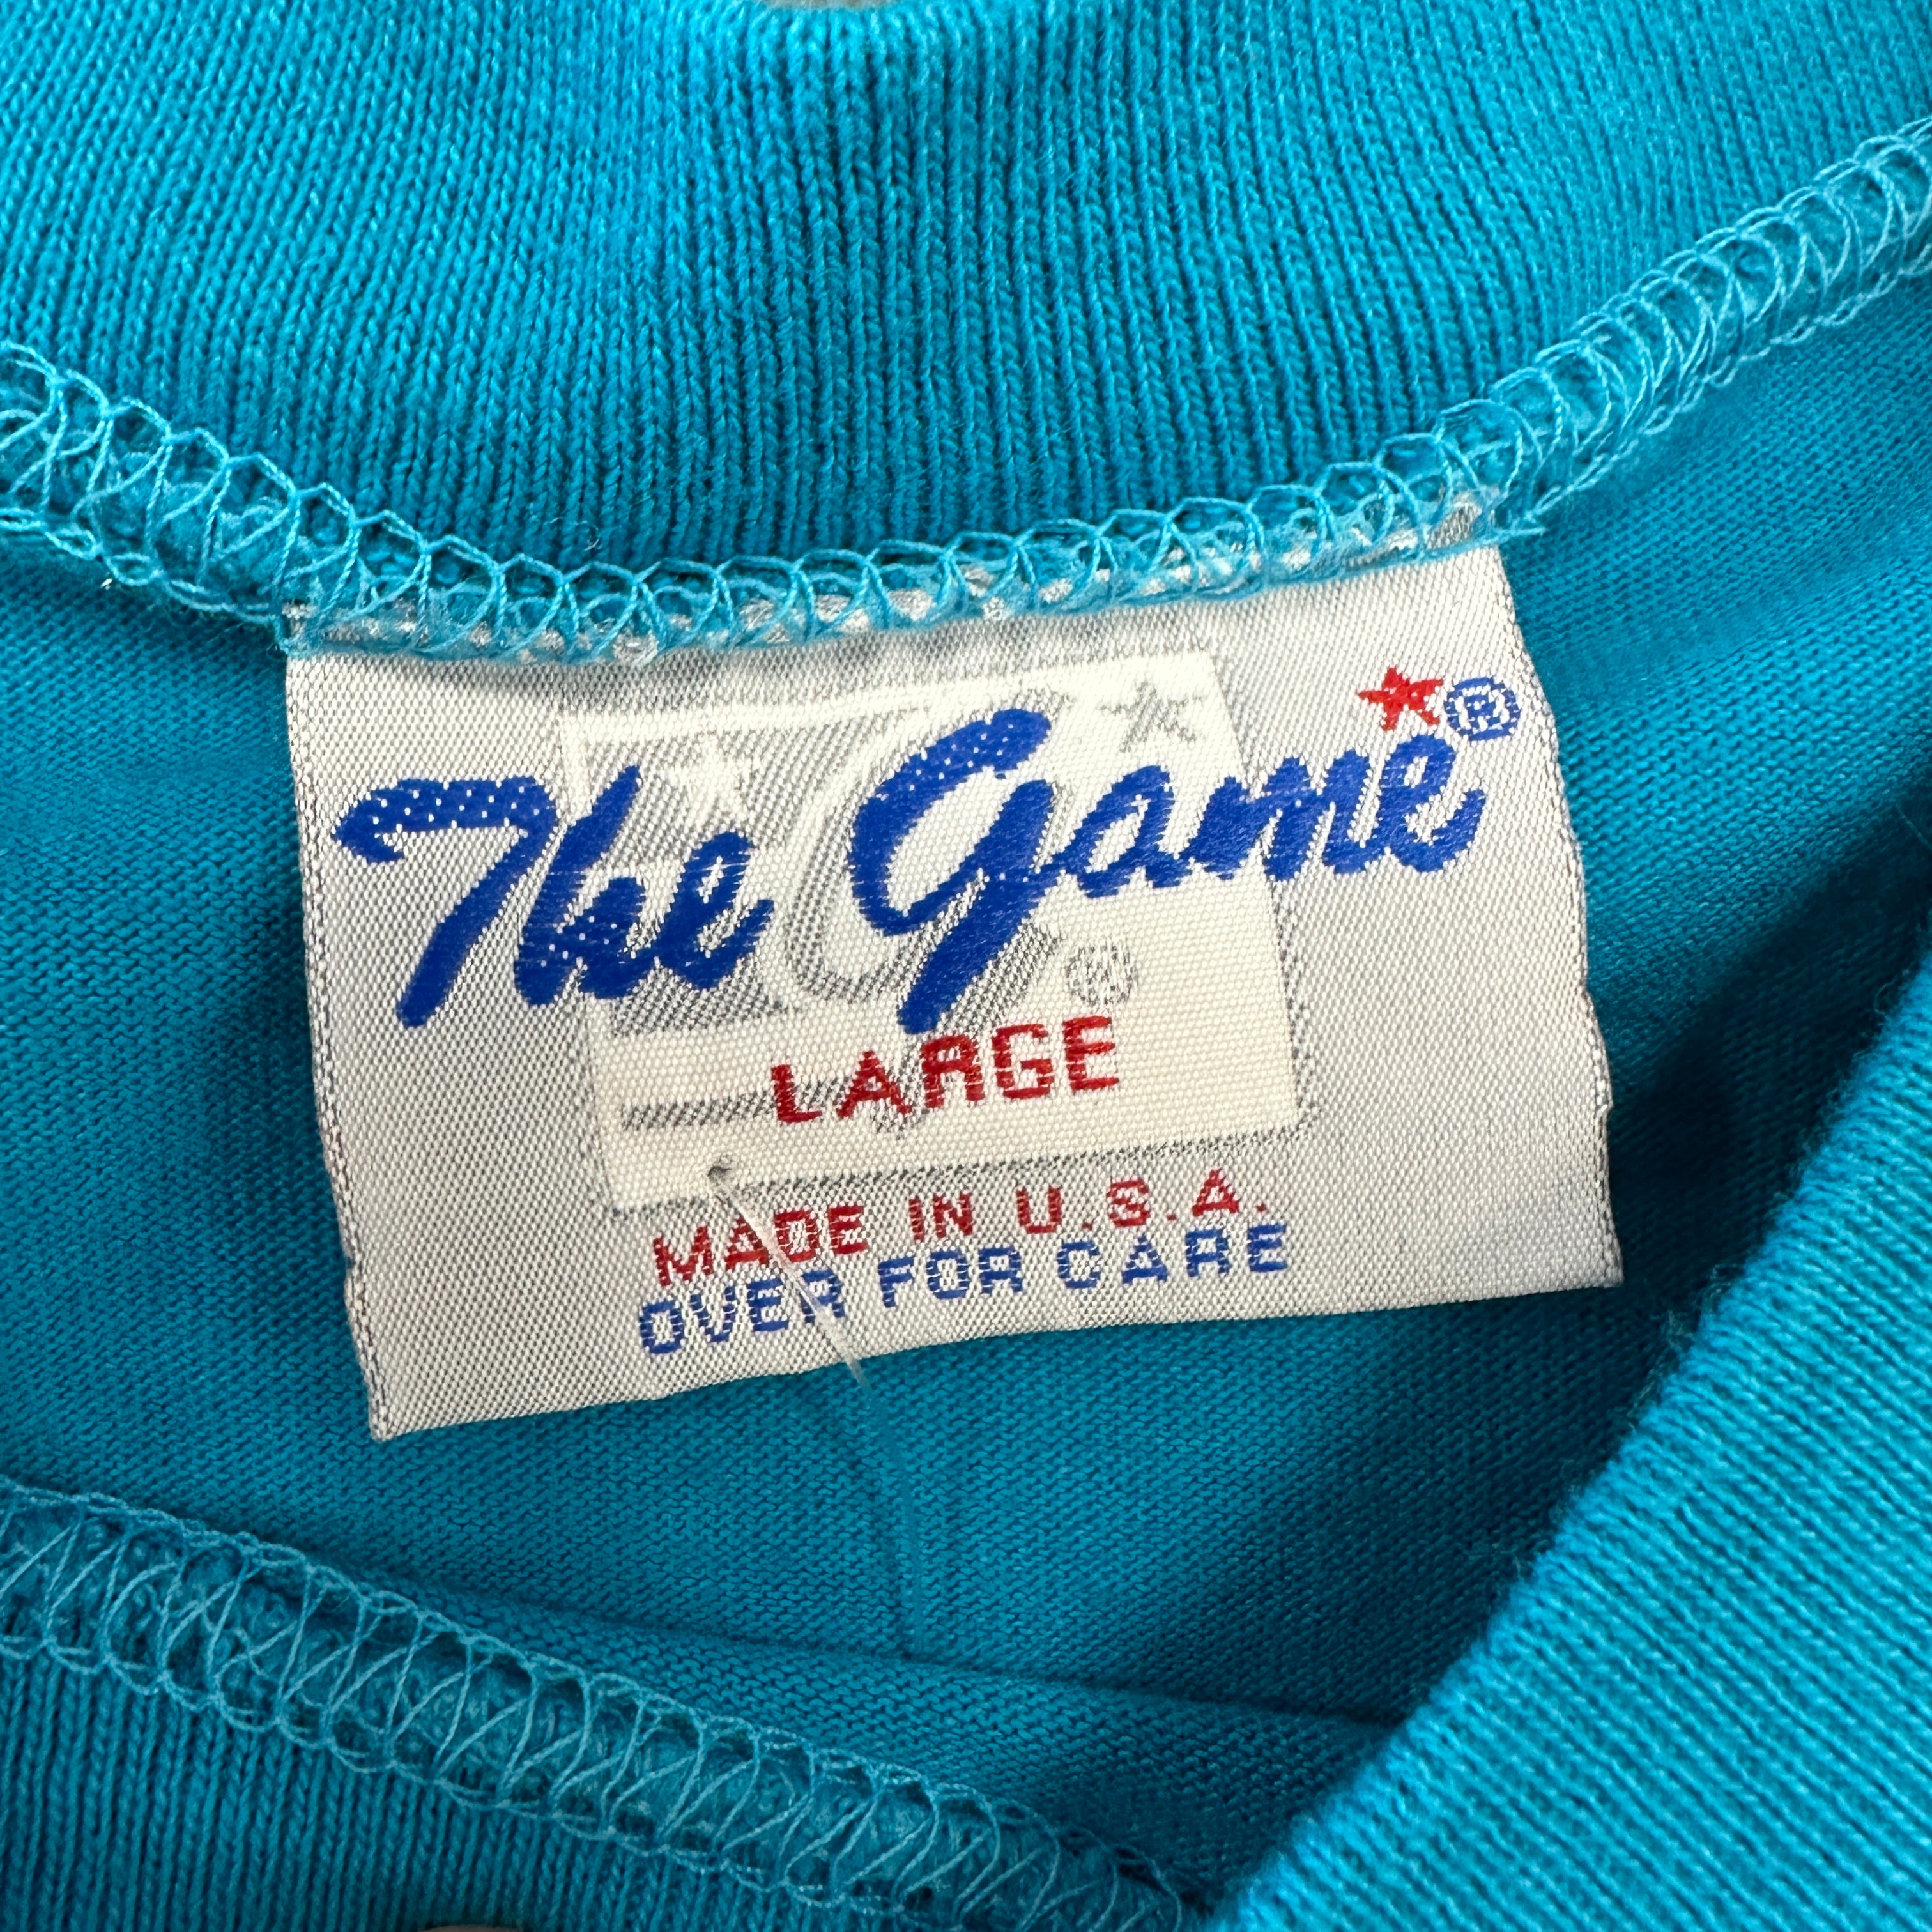 The Game®
®
LARGE
MADE IN U.S.A.
OVER FOR CARE